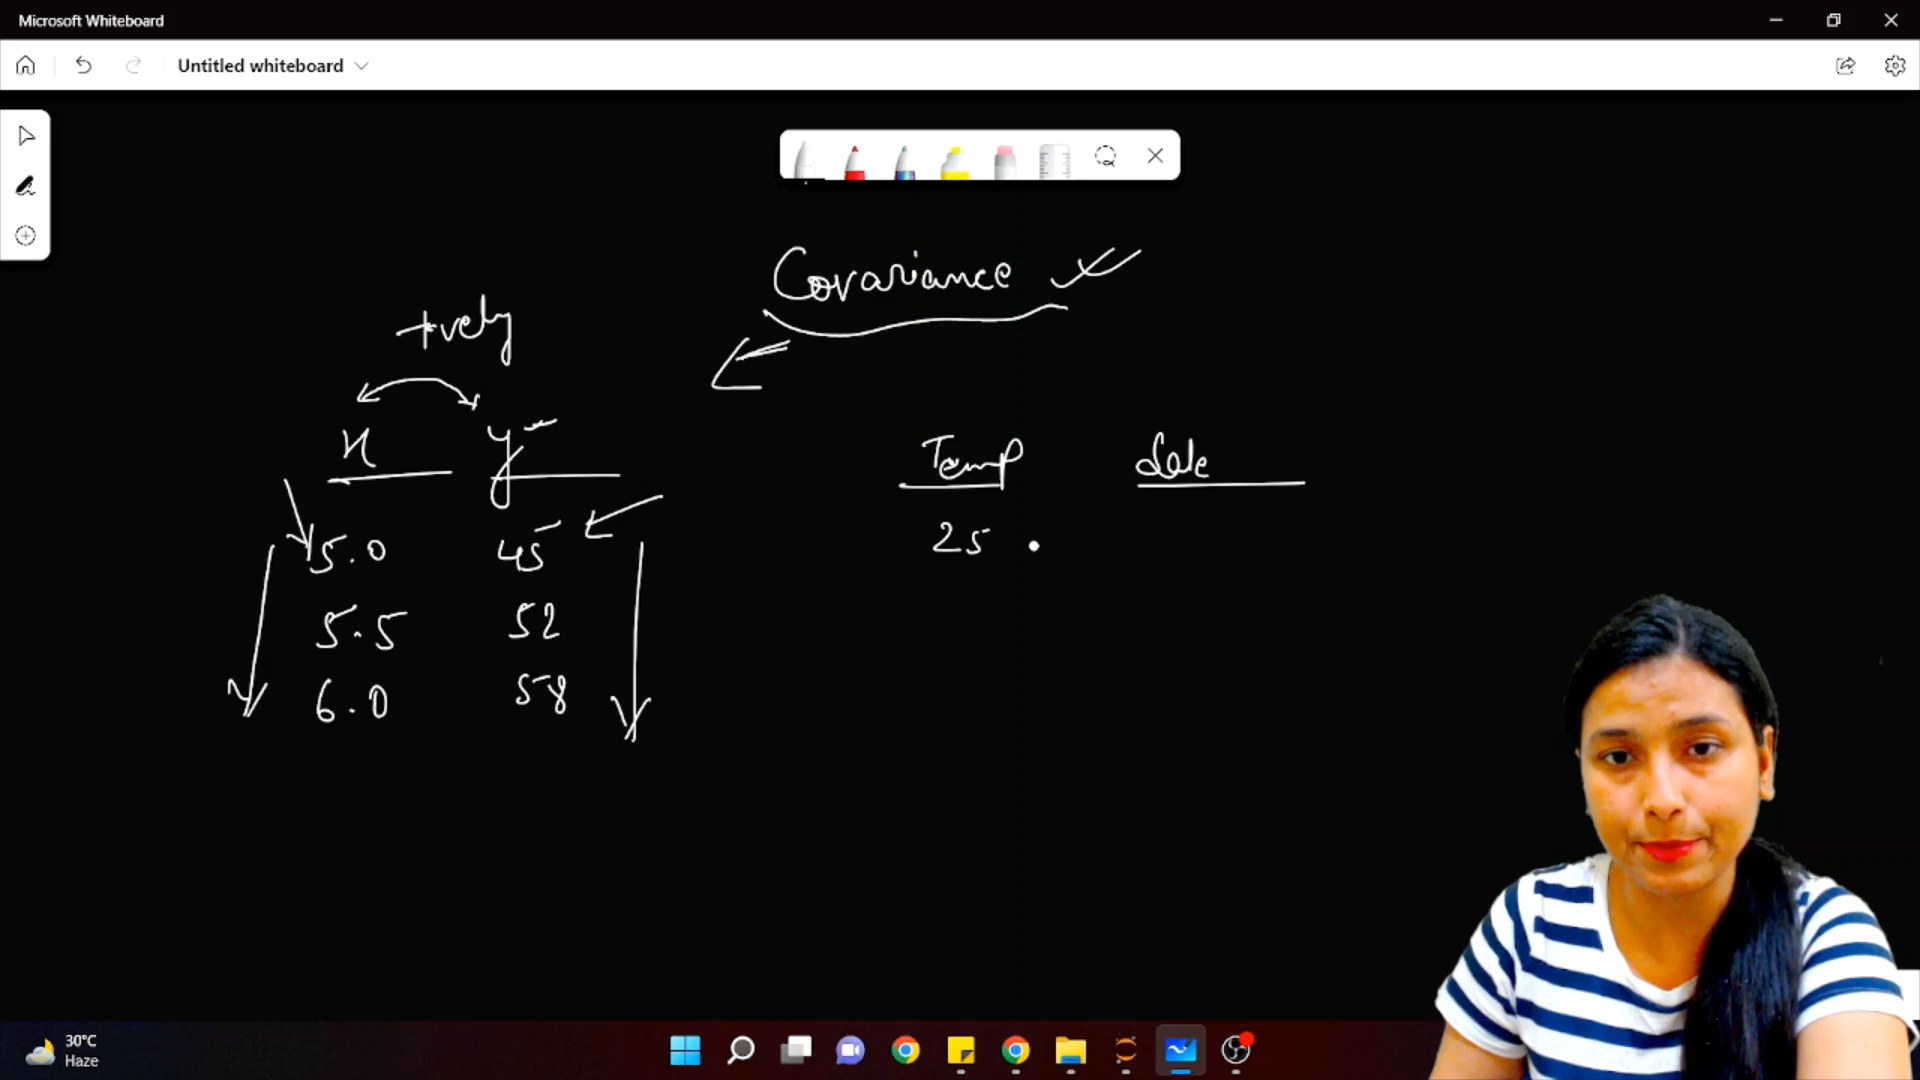 Microsoft Whiteboard
Untitled whiteboard
Covariance
+vely
x y
5.0 45
5.5 52
6.0 58
Temp Sale
25
30°C
Haze